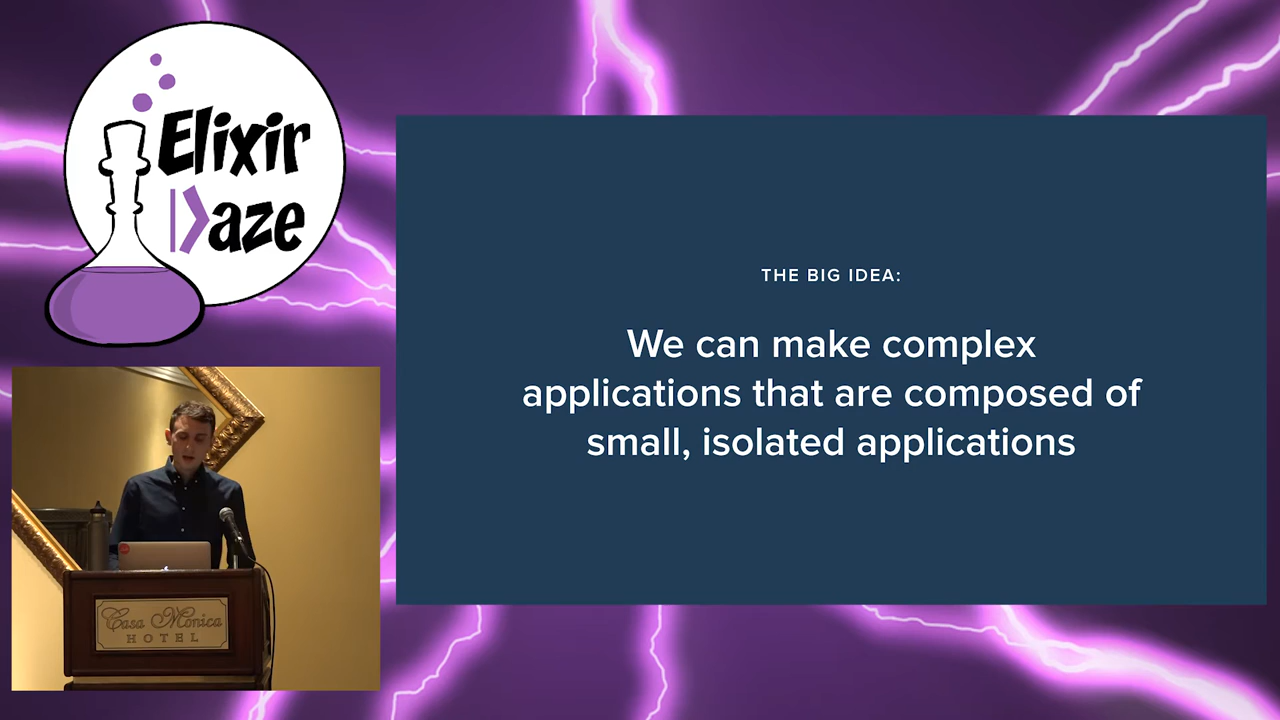 Elixir
|>aze
THE BIG IDEA:
We can make complex
applications that are composed of
small, isolated applications
Casa Monica
HOTEL